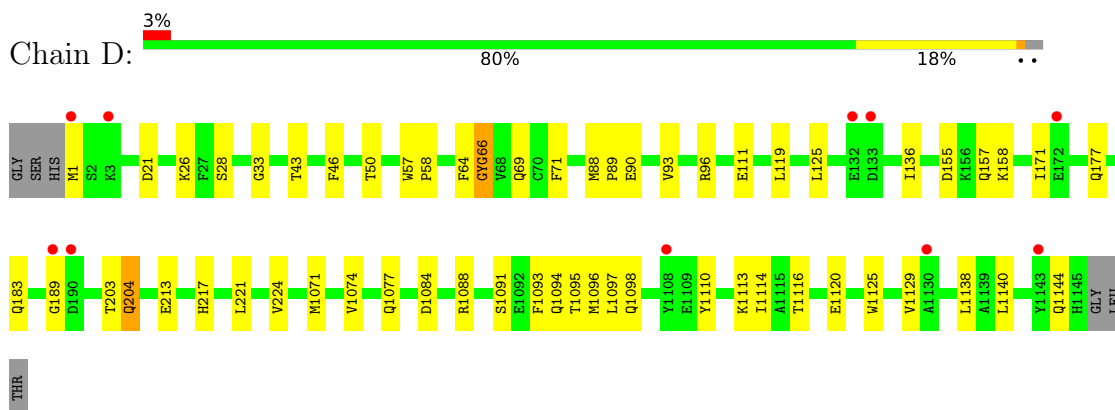 3%
Chain D:
80% 18% • •
GLY SER HIS M1 S2 K3 D21 K26 F27 S28 G33 T43 F46 T50 W57 P58 F64 GYG66 V68 Q69 C70 F71 M88 P89 E90 V93 R96 E111 L119 L125 E132 D133 I136 D155 K156 Q157 K158 I171 E172 Q177
Q183 G189 D190 T203 Q204 E213 H217 L221 V224 M1071 V1074 Q1077 D1084 R1088 S1091 E1092 F1093 Q1094 T1095 M1096 L1097 Q1098 Y1108 E1109 Y1110 K1113 I1114 A1115 T1116 E1120 W1125 V1129 A1130 L1138 A1139 L1140 Y1143 Q1144 H1145 GLY LEU
THR